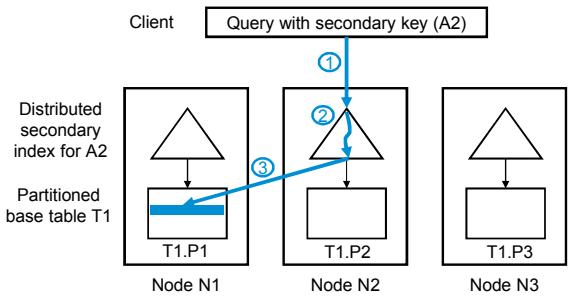 Client
Query with secondary key (A2)
1
Distributed
secondary
index for A2
2
3
Partitioned
base table T1
T1.P1
T1.P2
T1.P3
Node N1
Node N2
Node N3